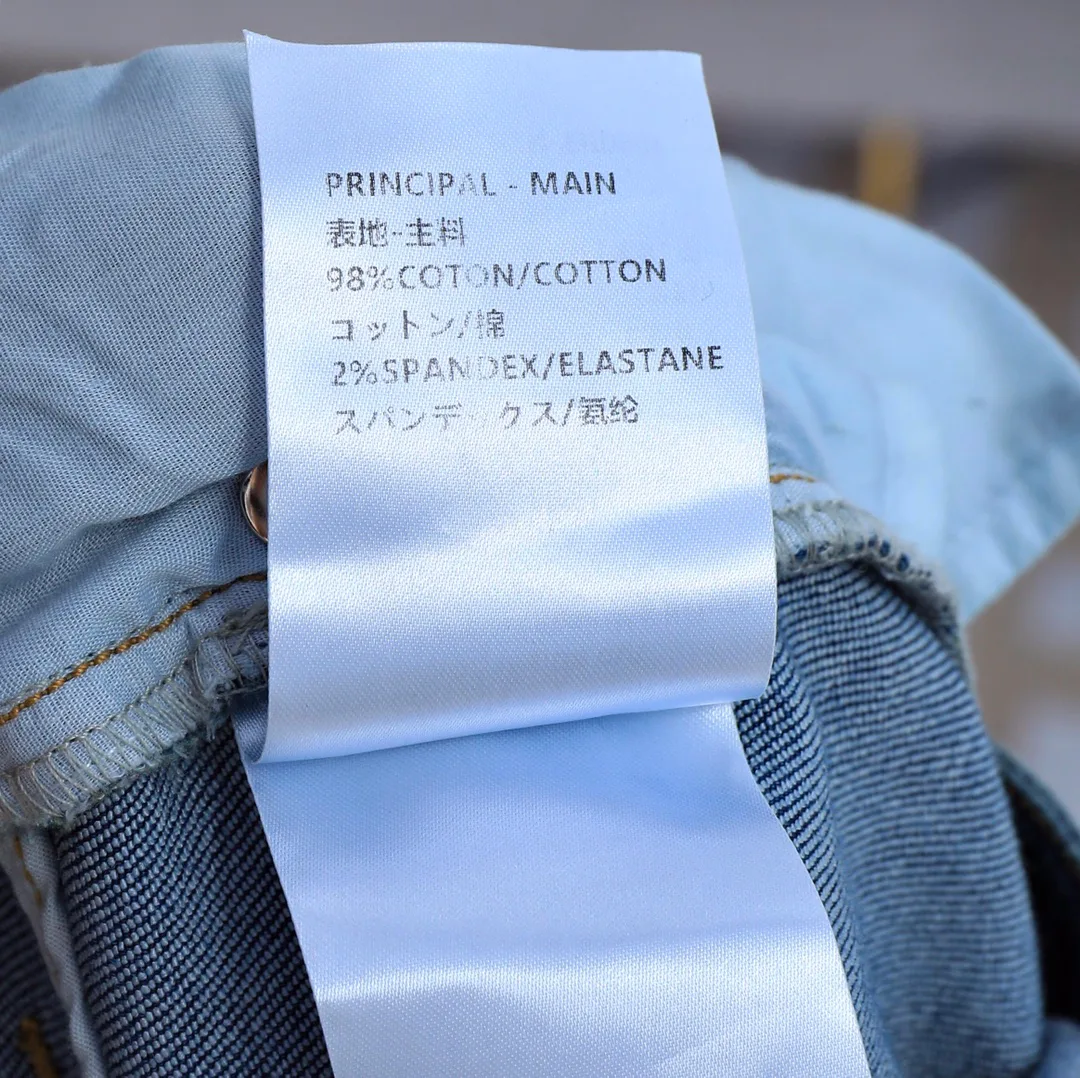 PRINCIPAL - MAIN
表地-主料
98%COTON/COTTON
コットン/棉
2%SPANDEX/ELASTANE
スパンデックス/氨纶